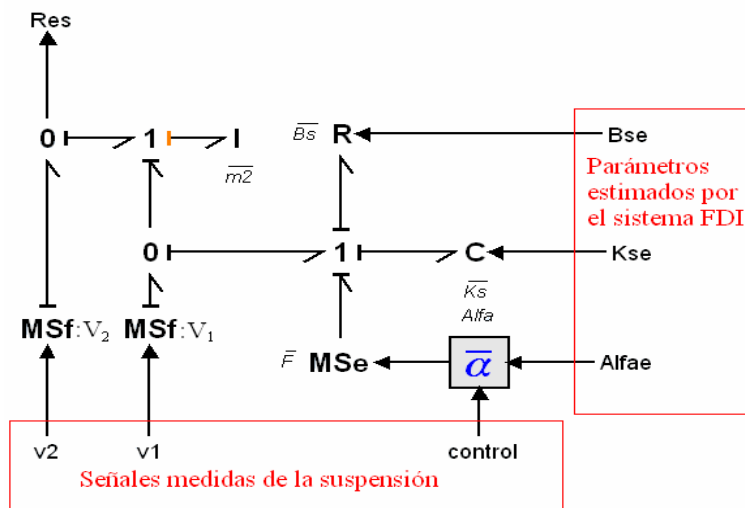 Res
0
1
I
m2
Bs
R
Bse
Parámetros
estimados por
el sistema FDI
0
1
C
Kse
Ks
Alfa
MSf:V₂
MSf:V₁
F
MSe
α
Alfae
v2
v1
control
Señales medidas de la suspensión